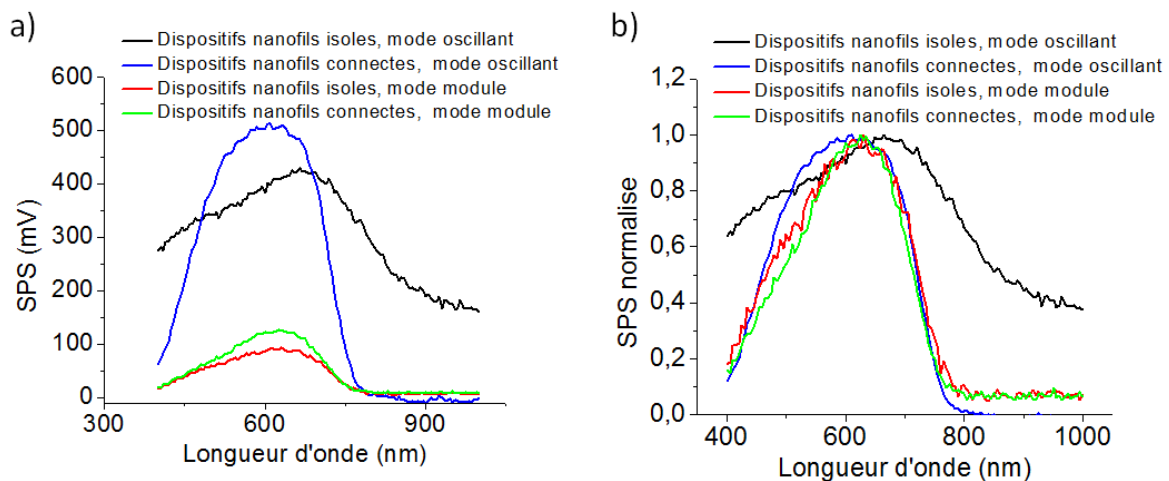 a)
Dispositifs nanofils isoles, mode oscillant
Dispositifs nanofils connectes, mode oscillant
Dispositifs nanofils isoles, mode module
Dispositifs nanofils connectes, mode module
600
500
400
300
200
100
0
SPS (mV)
300
600
900
Longueur d'onde (nm)
b)
Dispositifs nanofils isoles, mode oscillant
Dispositifs nanofils connectes, mode oscillant
Dispositifs nanofils isoles, mode module
Dispositifs nanofils connectes, mode module
1,2
1,0
0,8
0,6
0,4
0,2
0,0
SPS normalise
400
600
800
1000
Longueur d'onde (nm)